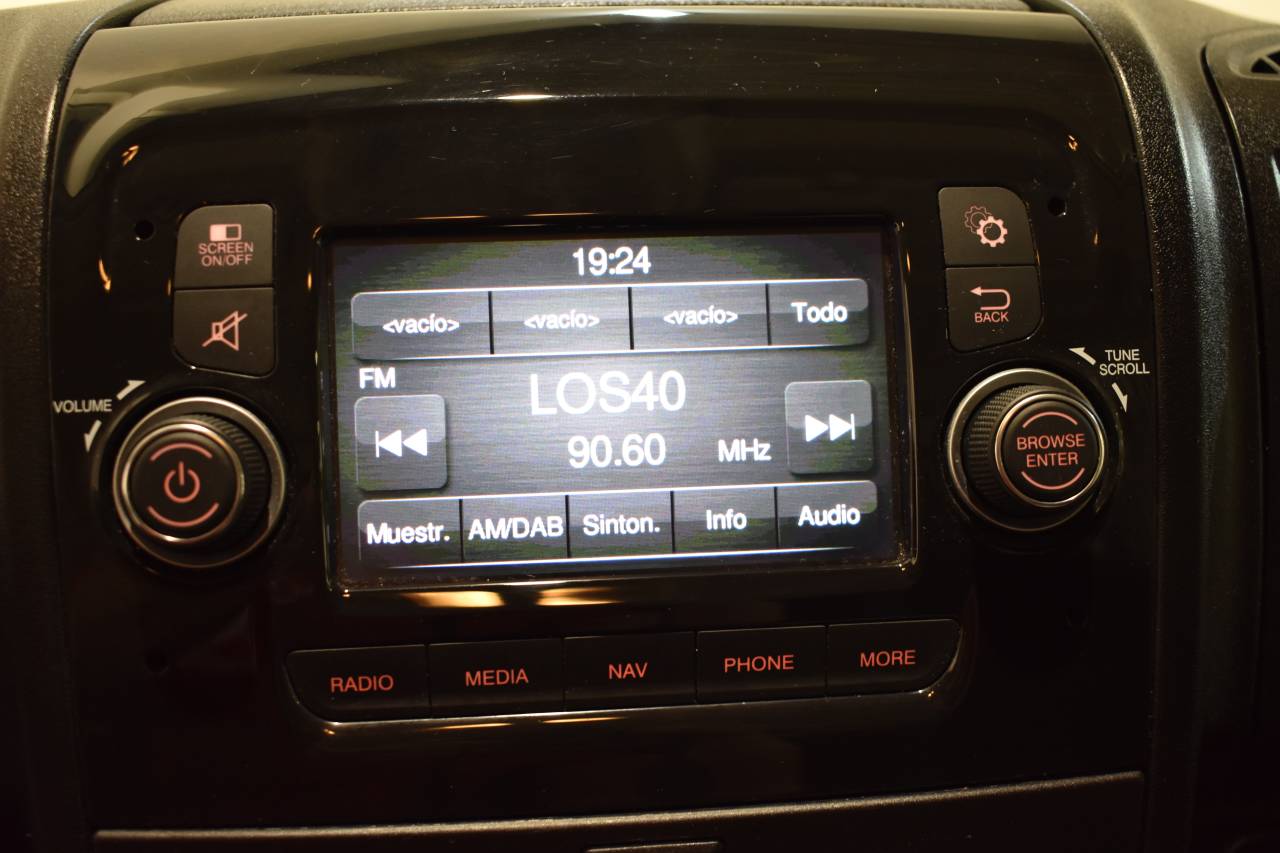 SCREEN
ON/OFF
19:24
<vacío> <vacío> <vacío> Todo
BACK
FM
LOS40
90.60 MHz
VOLUME
TUNE
SCROLL
BROWSE
ENTER
Muestr. AM/DAB Sinton. Info Audio
RADIO MEDIA NAV PHONE MORE